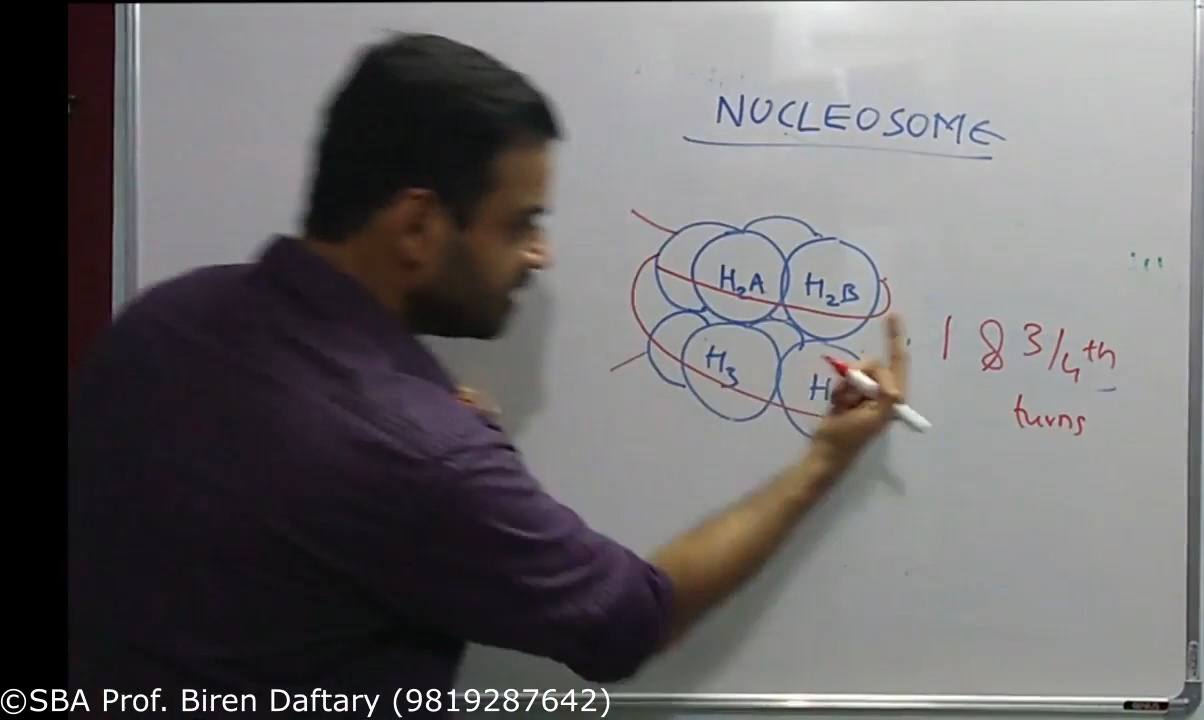 NUCLEOSOME
H₂A H₂B
H₃ H
1 & 3/4th
turns
©SBA Prof. Biren Daftary (9819287642)